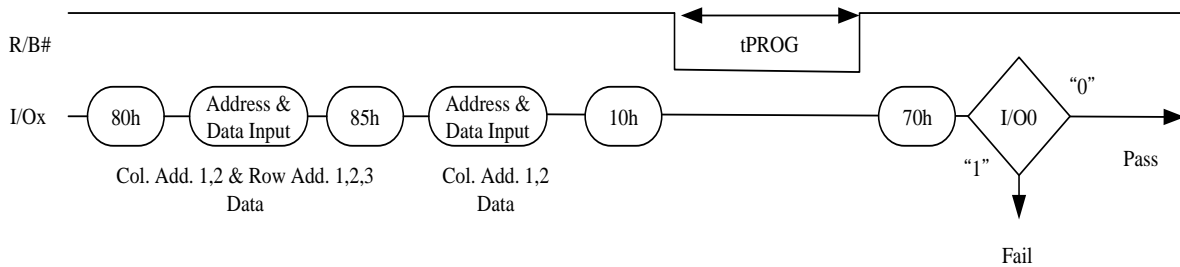 R/B#
tPROG
I/Ox
80h
Address &
Data Input
85h
Address &
Data Input
10h
70h
I/O0
“0”
“1”
Pass
Col. Add. 1,2 & Row Add. 1,2,3
Data
Col. Add. 1,2
Data
Fail